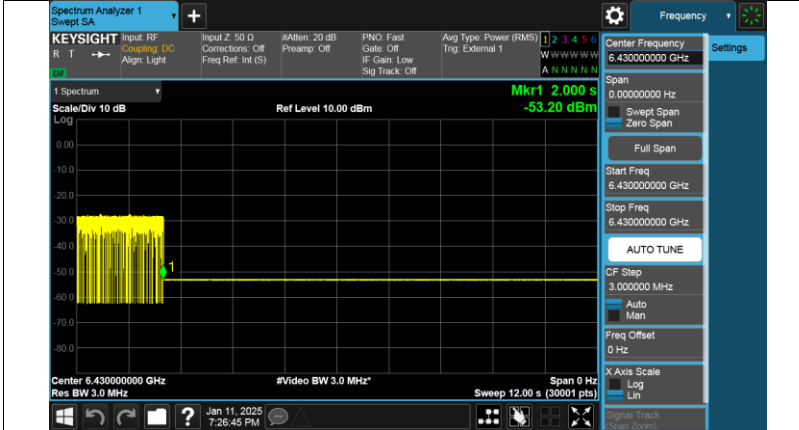 Spectrum Analyzer 1
Swept SA
+
Frequency
KEYSIGHT
R T
LXI
Input: RF
Coupling: DC
Align: Light
Input Z: 50 Ω
Corrections: Off
Freq Ref: Int (S)
#Atten: 20 dB
Preamp: Off
PNO: Fast
Gate: Off
IF Gain: Low
Sig Track: Off
Avg Type: Power (RMS)
Trig: External 1
1 2 3 4 5 6
W W W W W W
A N N N N N
1 Spectrum
Scale/Div 10 dB
Ref Level 10.00 dBm
Mkr1 2.000 s
-53.20 dBm
Log
0.00
-10.0
-20.0
-30.0
-40.0
-50.0
-60.0
-70.0
-80.0
1
Center 6.430000000 GHz
Res BW 3.0 MHz
#Video BW 3.0 MHz*
Span 0 Hz
Sweep 12.00 s (30001 pts)
?
Jan 11, 2025
7:26:45 PM
Center Frequency
6.430000000 GHz
Settings
Span
0.00000000 Hz
Swept Span
Zero Span
Full Span
Start Freq
6.430000000 GHz
Stop Freq
6.430000000 GHz
AUTO TUNE
CF Step
3.000000 MHz
Auto
Man
Freq Offset
0 Hz
X Axis Scale
Log
Lin
Signal Track
(Span Zoom)